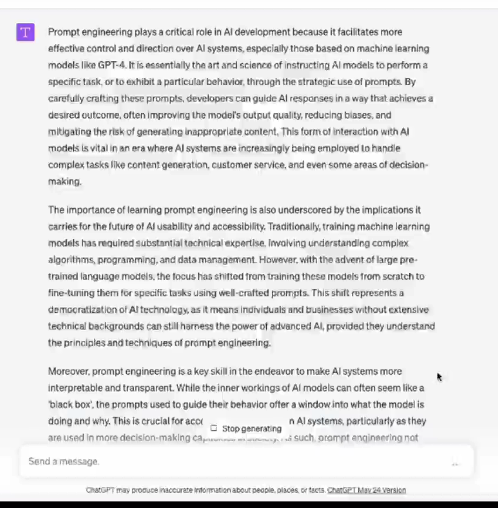 T
Prompt engineering plays a critical role in AI development because it facilitates more
effective control and direction over AI systems, especially those based on machine learning
models like GPT-4. It is essentially the art and science of instructing AI models to perform a
specific task, or to exhibit a particular behavior, through the strategic use of prompts. By
carefully crafting these prompts, developers can guide AI responses in a way that achieves a
desired outcome, often improving the model's output quality, reducing biases, and
mitigating the risk of generating inappropriate content. This form of interaction with AI
models is vital in an era where AI systems are increasingly being employed to handle
complex tasks like content generation, customer service, and even some areas of decision-
making.
The importance of learning prompt engineering is also underscored by the implications it
carries for the future of AI usability and accessibility. Traditionally, training machine learning
models has required substantial technical expertise, involving understanding complex
algorithms, programming, and data management. However, with the advent of large pre-
trained language models, the focus has shifted from training these models from scratch to
fine-tuning them for specific tasks using well-crafted prompts. This shift represents a
democratization of AI technology, as it means individuals and businesses without extensive
technical backgrounds can still harness the power of advanced AI, provided they understand
the principles and techniques of prompt engineering.
Moreover, prompt engineering is a key skill in the endeavor to make AI systems more
interpretable and transparent. While the inner workings of AI models can often seem like a
'black box', the prompts used to guide their behavior offer a window into what the model is
doing and why. This is crucial for n AI systems, particularly as they
Stop generating
are used in more decision-making such, prompt engineering not
Send a message.
ChatGPT may produce inaccurate information about people, places, or facts. ChatGPT May 24 Version